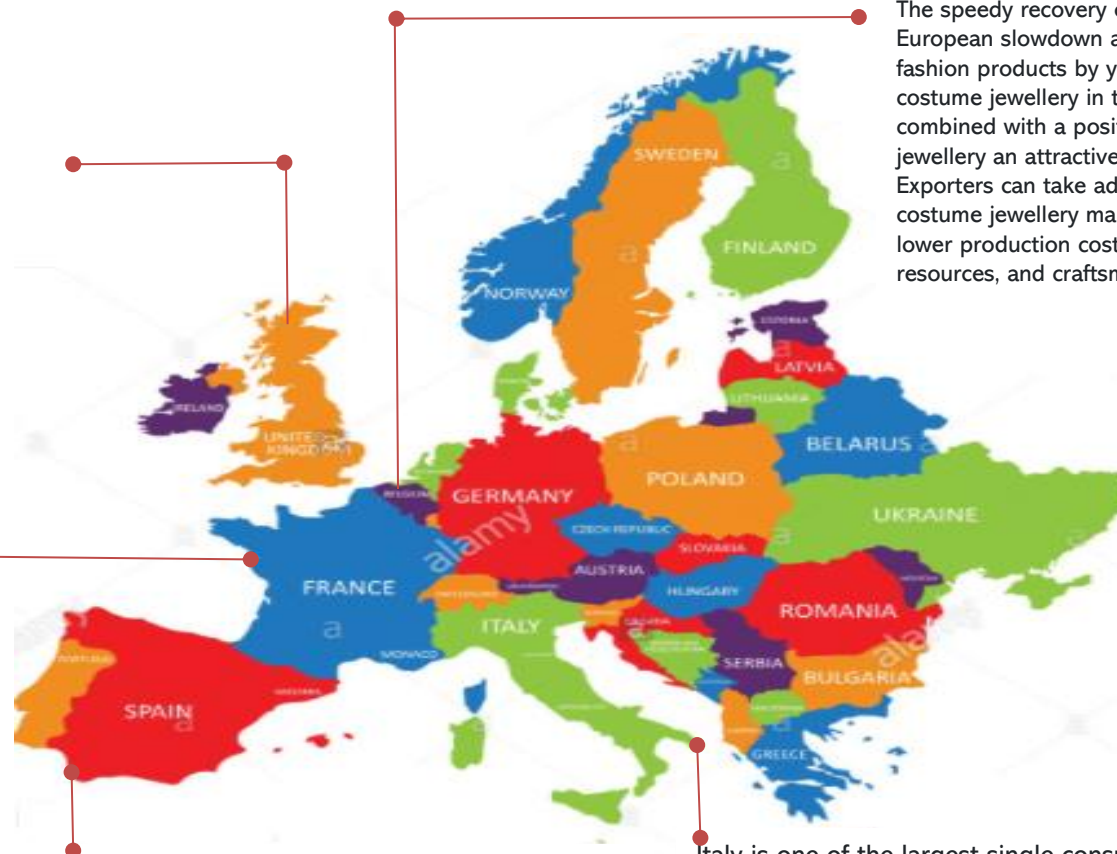 The speedy recovery
European slowdown a
fashion products by y
costume jewellery in t
combined with a posi
jewellery an attractive
Exporters can take ad
costume jewellery ma
lower production cost
resources, and craftsm
SWEDEN
FINLAND
NORWAY
ESTONIA
LATVIA
LITHUANIA
IRELAND
UNITED
KINGDOM
BELARUS
POLAND
GERMANY
BELGIUM
UKRAINE
CZECH REPUBLIC
SLOVAKIA
AUSTRIA
FRANCE
HUNGARY
ROMANIA
ITALY
MONACO
SERBIA
PORTUGAL
BULGARIA
SPAIN
GREECE
alamy
alamy
alamy
Italy is one of the largest single cons